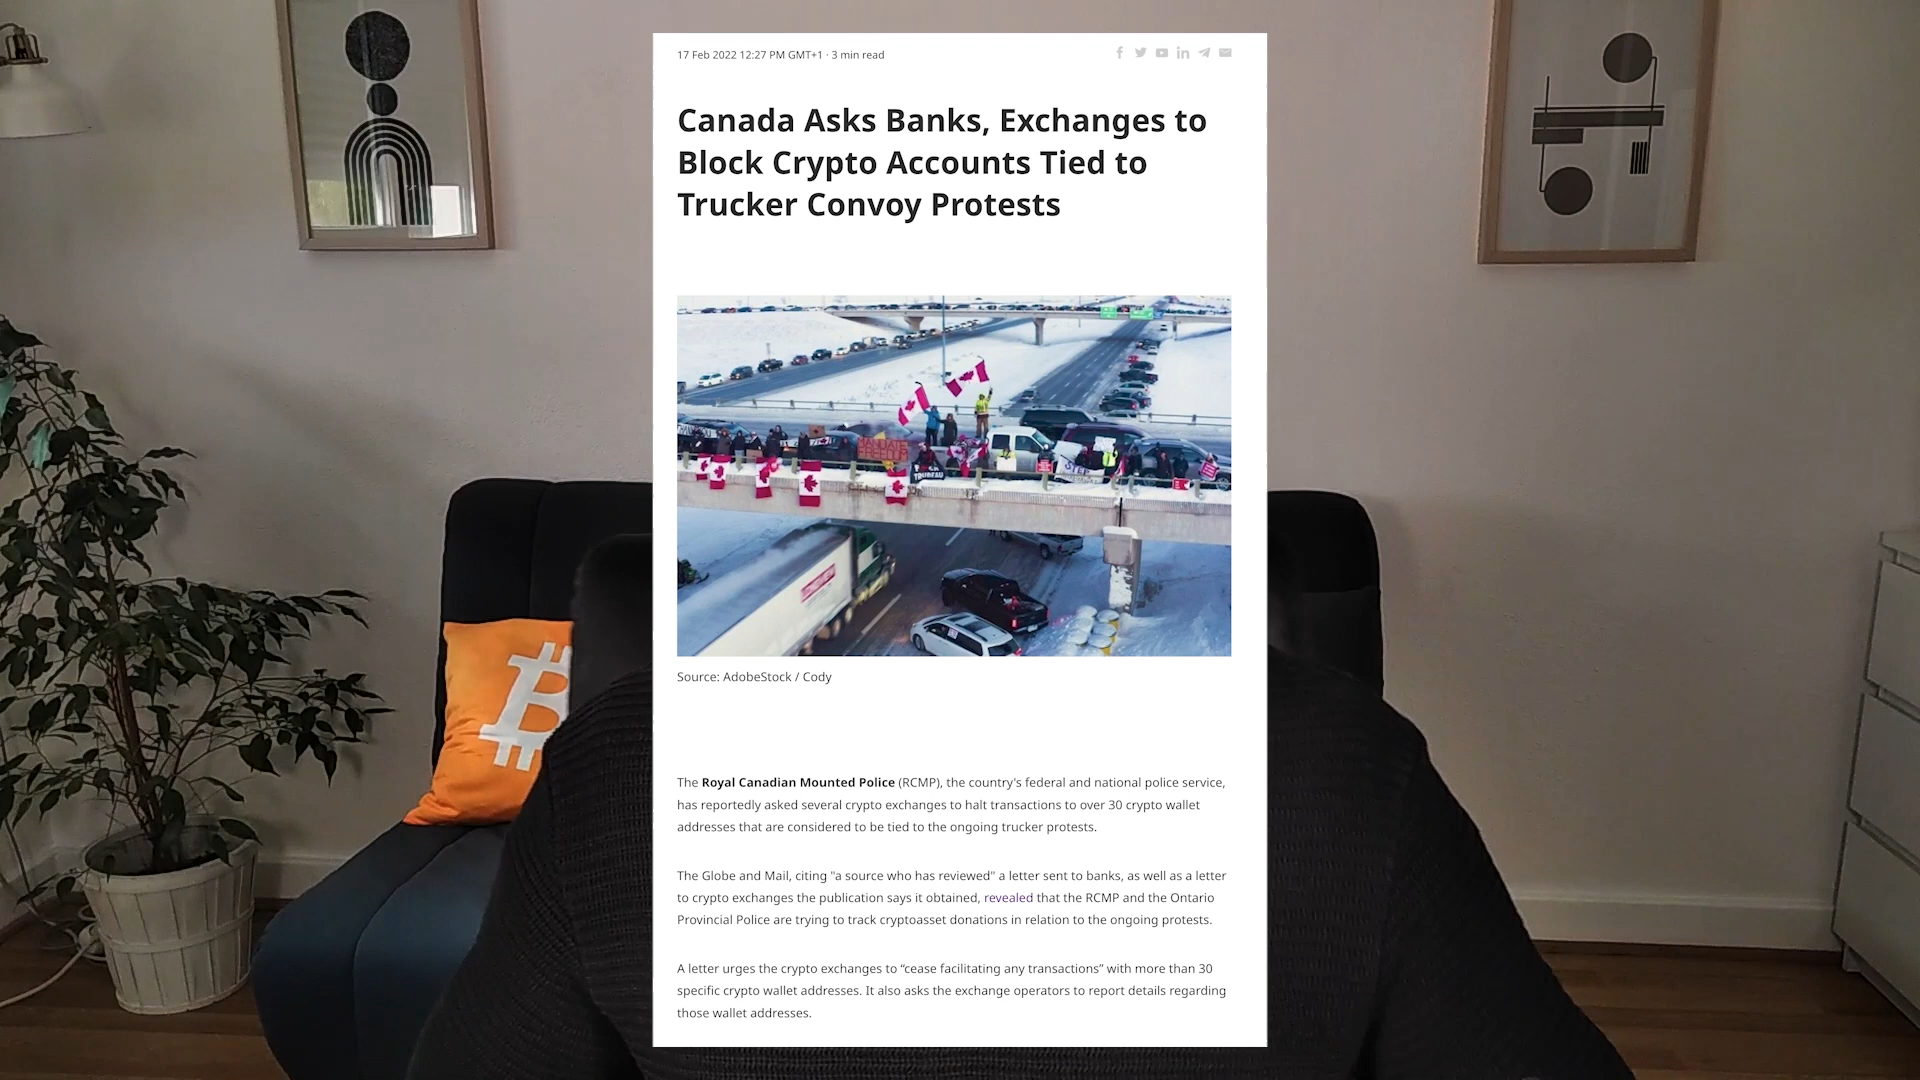 17 Feb 2022 12:27 PM GMT+1 · 3 min read
Canada Asks Banks, Exchanges to
Block Crypto Accounts Tied to
Trucker Convoy Protests
MANDATE
FREEDOM
TRUDEAU
Source: AdobeStock / Cody
The Royal Canadian Mounted Police (RCMP), the country's federal and national police service,
has reportedly asked several crypto exchanges to halt transactions to over 30 crypto wallet
addresses that are considered to be tied to the ongoing trucker protests.
The Globe and Mail, citing "a source who has reviewed" a letter sent to banks, as well as a letter
to crypto exchanges the publication says it obtained, revealed that the RCMP and the Ontario
Provincial Police are trying to track cryptoasset donations in relation to the ongoing protests.
A letter urges the crypto exchanges to “cease facilitating any transactions” with more than 30
specific crypto wallet addresses. It also asks the exchange operators to report details regarding
those wallet addresses.